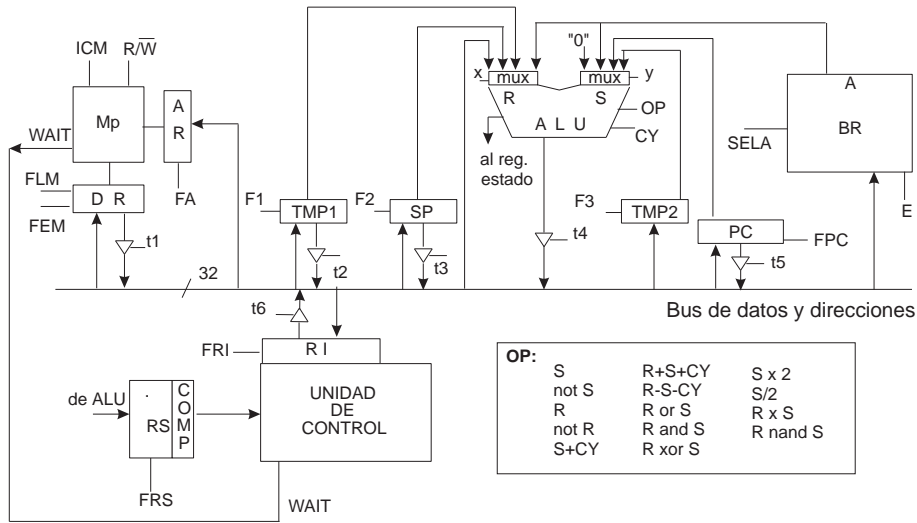 ICM
R/W
"0"
x
mux
mux
y
A
R
S
A
R
Mp
A L U
OP
CY
BR
WAIT
SELA
al reg.
estado
FLM
D R
FA
F1
TMP1
F2
SP
F3
TMP2
E
FEM
PC
FPC
t1
t2
t3
t4
t5
32
Bus de datos y direcciones
t6
FRI
R I
OP:
S
R+S+CY
S x 2
not S
R-S-CY
S/2
R
R or S
R x S
not R
R and S
R nand S
S+CY
R xor S
UNIDAD
DE
CONTROL
de ALU
RS
C
O
M
P
FRS
WAIT